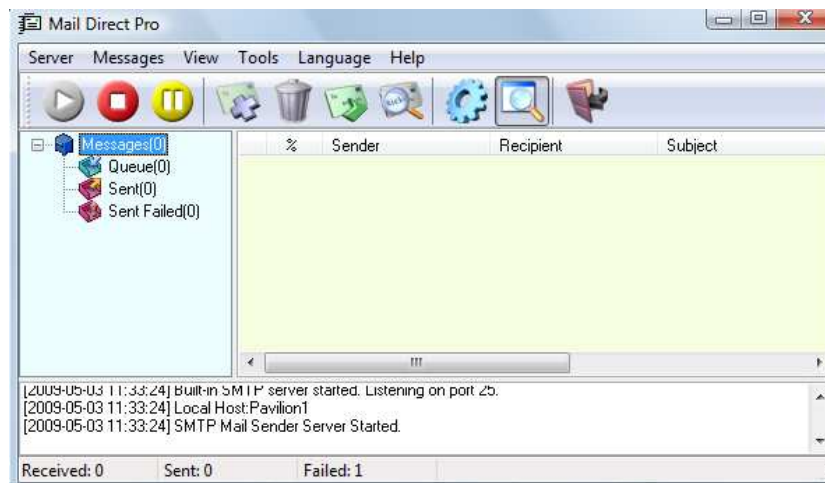 Mail Direct Pro
Server Messages View Tools Language Help
Messages(0)
Queue(0)
Sent(0)
Sent Failed(0)
% Sender Recipient Subject
[2009-05-03 11:33:24] Built-in SMTP server started. Listening on port 25.
[2009-05-03 11:33:24] Local Host:Pavilion1
[2009-05-03 11:33:24] SMTP Mail Sender Server Started.
Received: 0 Sent: 0 Failed: 1